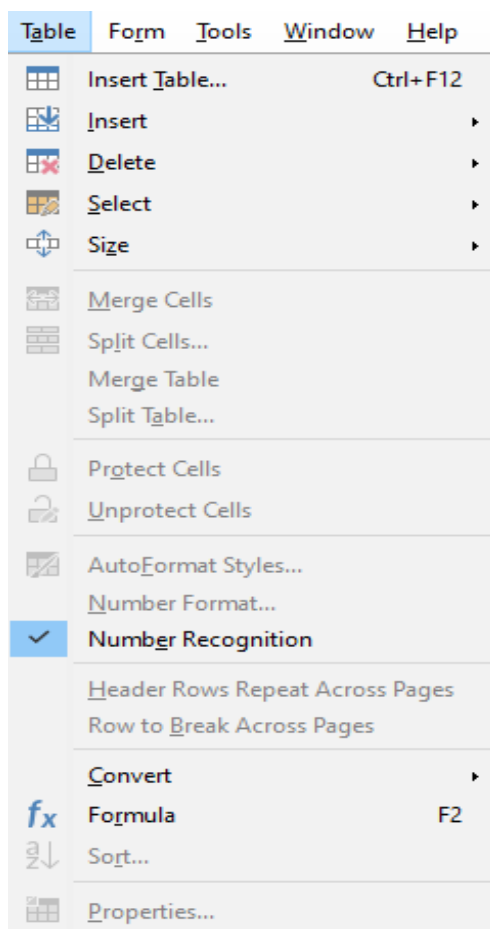 Table Form Tools Window Help
Insert Table... Ctrl+F12
Insert
Delete
Select
Size
Merge Cells
Split Cells...
Merge Table
Split Table...
Protect Cells
Unprotect Cells
AutoFormat Styles...
Number Format...
Number Recognition
Header Rows Repeat Across Pages
Row to Break Across Pages
Convert
Formula F2
Sort...
Properties...